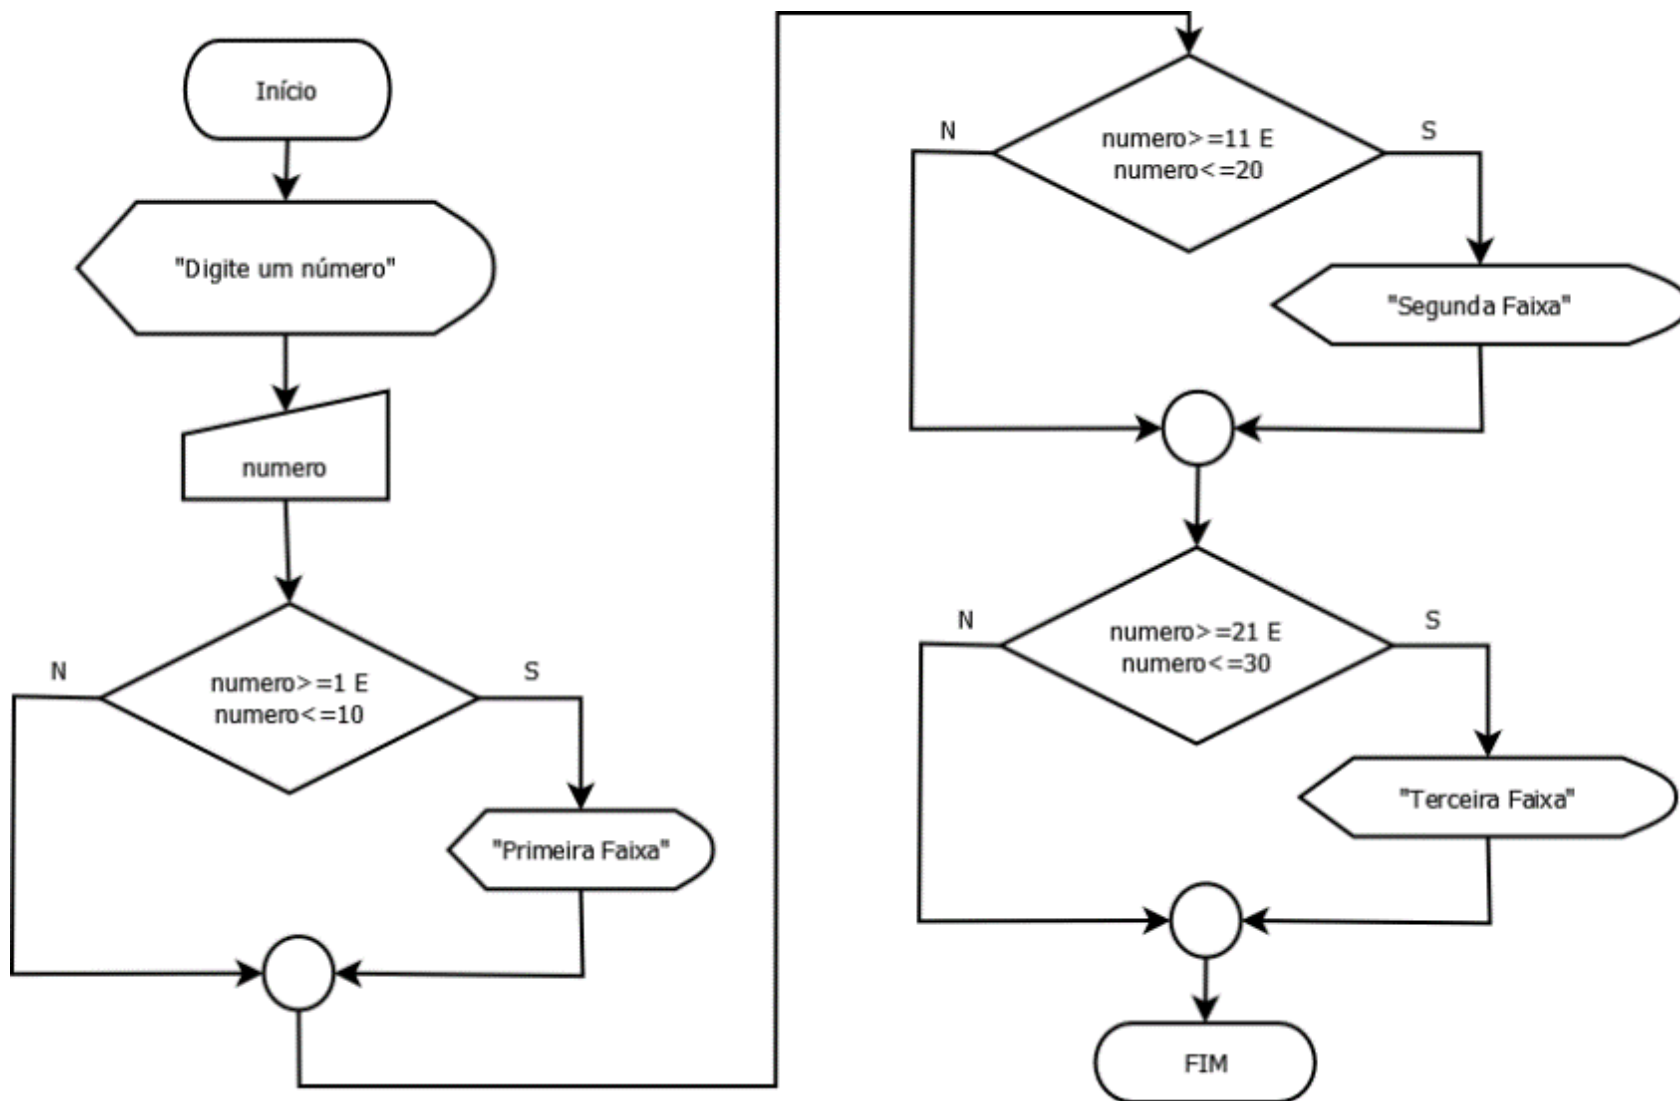 Início
"Digite um número"
numero
numero>=1 E
numero<=10
N
S
"Primeira Faixa"
numero>=11 E
numero<=20
N
S
"Segunda Faixa"
numero>=21 E
numero<=30
N
S
"Terceira Faixa"
FIM